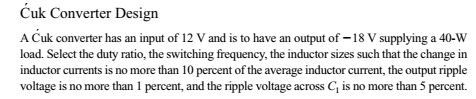 Ćuk Converter Design
A Ćuk converter has an input of 12 V and is to have an output of −18 V supplying a 40-W
load. Select the duty ratio, the switching frequency, the inductor sizes such that the change in
inductor currents is no more than 10 percent of the average inductor current, the output ripple
voltage is no more than 1 percent, and the ripple voltage across C₁ is no more than 5 percent.